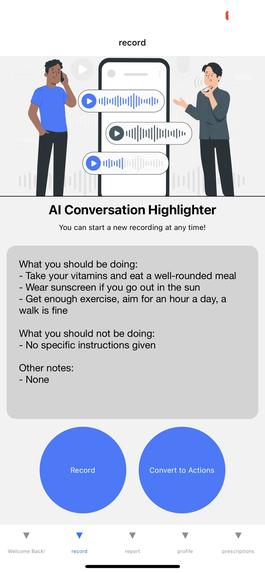 record
AI Conversation Highlighter
You can start a new recording at any time!
What you should be doing:
- Take your vitamins and eat a well-rounded meal
- Wear sunscreen if you go out in the sun
- Get enough exercise, aim for an hour a day, a
walk is fine
What you should not be doing:
- No specific instructions given
Other notes:
- None
Record
Convert to Actions
Welcome Back!
record
report
profile
prescriptions